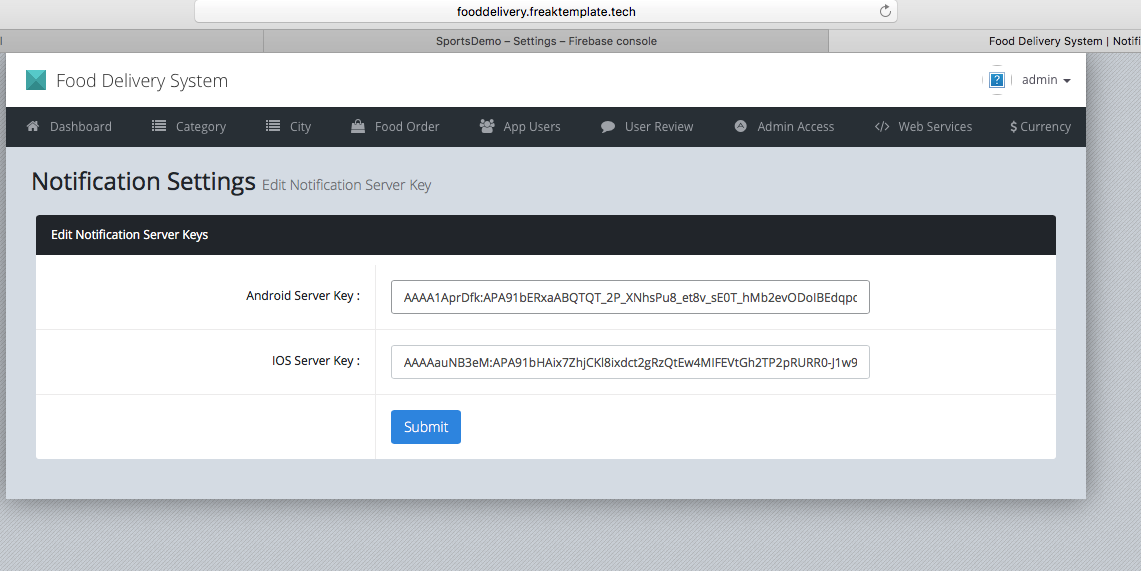 fooddelivery.freaktemplate.tech
SportsDemo – Settings – Firebase console
Food Delivery System | Notifi
Food Delivery System
? admin
Dashboard Category City Food Order App Users User Review Admin Access Web Services $ Currency
Notification Settings Edit Notification Server Key
Edit Notification Server Keys
Android Server Key :
AAAA1AprDfk:APA91bERxaABQTQT_2P_XNhsPu8_et8v_sE0T_hMb2evODoIBEdqpc
IOS Server Key :
AAAAauNB3eM:APA91bHAix7ZhjCKl8ixdct2gRzQtEw4MIFEVtGh2TP2pRURR0-J1w9
Submit